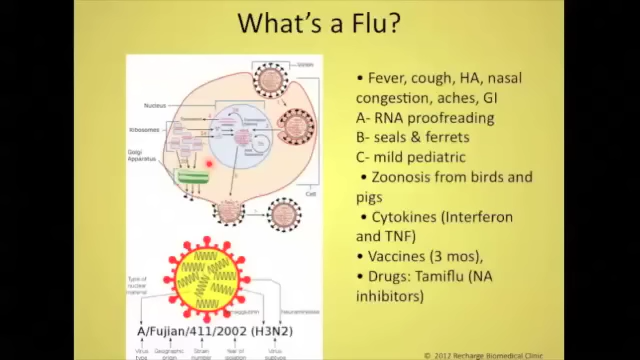 What's a Flu?
Virion
Nucleus
Ribosomes
Golgi
Apparatus
Cell
• Fever, cough, HA, nasal
congestion, aches, GI
A- RNA proofreading
B- seals & ferrets
C- mild pediatric
• Zoonosis from birds and
pigs
• Cytokines (Interferon
and TNF)
• Vaccines (3 mos),
• Drugs: Tamiflu (NA
inhibitors)
Type of
nuclear
material
Neuraminidase
A/Fujian/411/2002 (H3N2)
Virus
type
Geographic
origin
Strain
number
Year of
isolation
Virus
subtype
© 2012 Recharge Biomedical Clinic